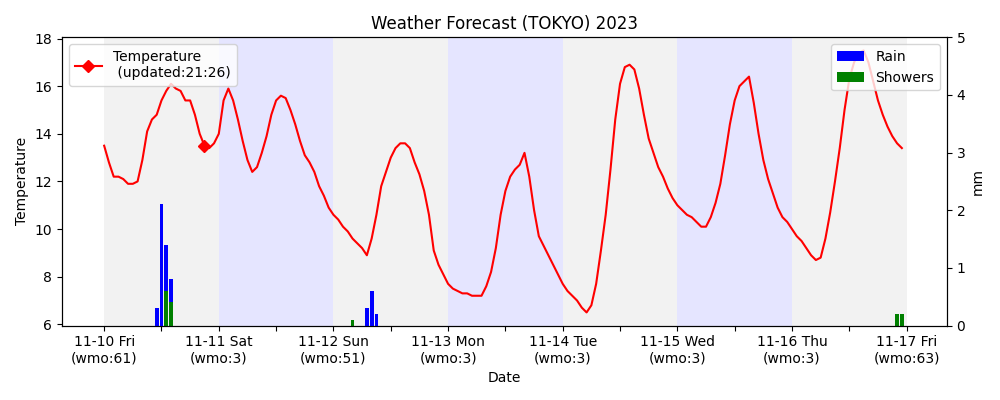 Weather Forecast (TOKYO) 2023
Temperature
(updated:21:26)
Rain
Showers
18
16
14
12
10
8
6
Temperature
5
4
3
2
1
0
mm
11-10 Fri
(wmo:61)
11-11 Sat
(wmo:3)
11-12 Sun
(wmo:51)
11-13 Mon
(wmo:3)
11-14 Tue
(wmo:3)
11-15 Wed
(wmo:3)
11-16 Thu
(wmo:3)
11-17 Fri
(wmo:63)
Date